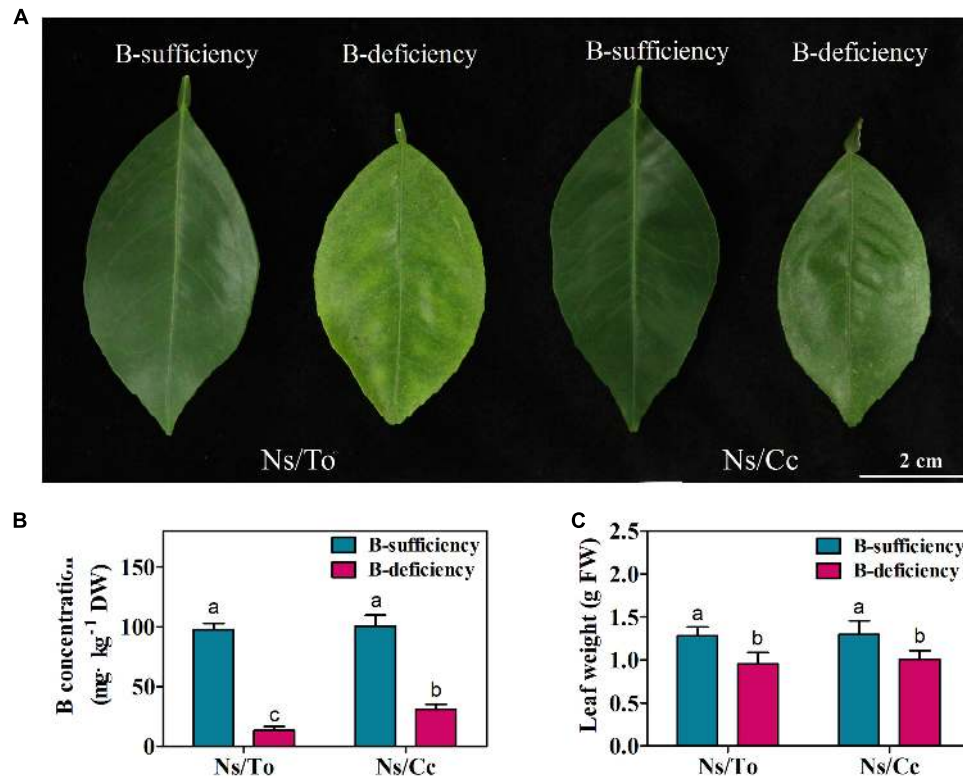 A
B-sufficiency B-deficiency B-sufficiency B-deficiency
Ns/To Ns/Cc
2 cm
B
B concentration
(mg· kg⁻¹ DW)
150
100
50
0
B-sufficiency
B-deficiency
a
c
a
b
Ns/To Ns/Cc
C
Leaf weight (g FW)
2.5
2.0
1.5
1.0
0.5
0.0
B-sufficiency
B-deficiency
a
b
a
b
Ns/To Ns/Cc